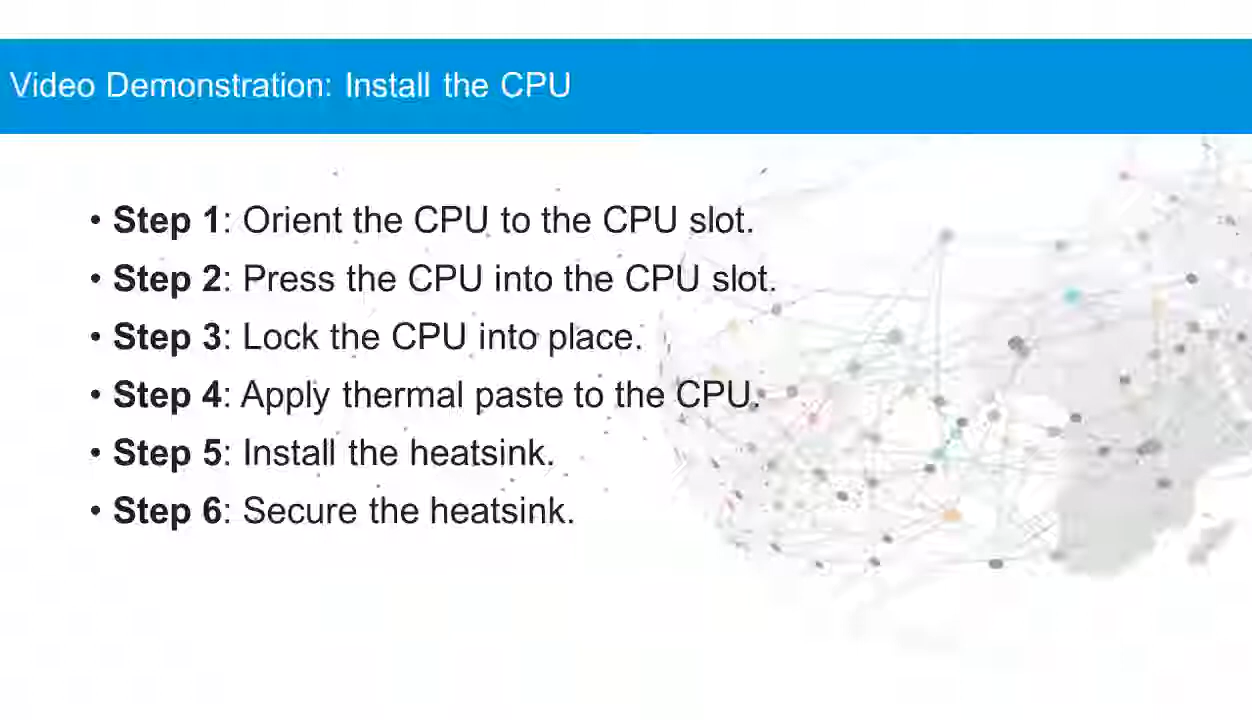 Video Demonstration: Install the CPU
• Step 1: Orient the CPU to the CPU slot.
• Step 2: Press the CPU into the CPU slot.
• Step 3: Lock the CPU into place.
• Step 4: Apply thermal paste to the CPU.
• Step 5: Install the heatsink.
• Step 6: Secure the heatsink.